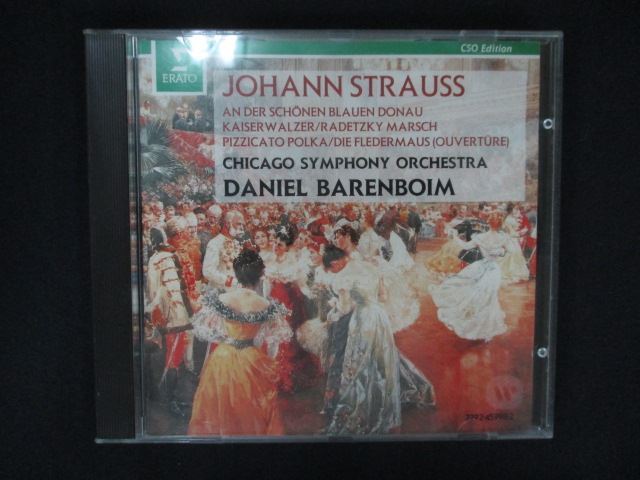 CSO Edition
ERATO
JOHANN STRAUSS
AN DER SCHÖNEN BLAUEN DONAU
KAISERWALZER/RADETZKY MARSCH
PIZZICATO POLKA/DIE FLEDERMAUS (OUVERTÜRE)
CHICAGO SYMPHONY ORCHESTRA
DANIEL BARENBOIM